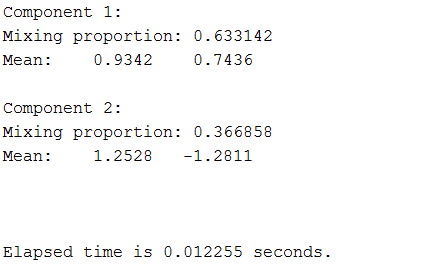 Component 1:
Mixing proportion: 0.633142
Mean:    0.9342    0.7436
Component 2:
Mixing proportion: 0.366858
Mean:    1.2528   -1.2811
Elapsed time is 0.012255 seconds.